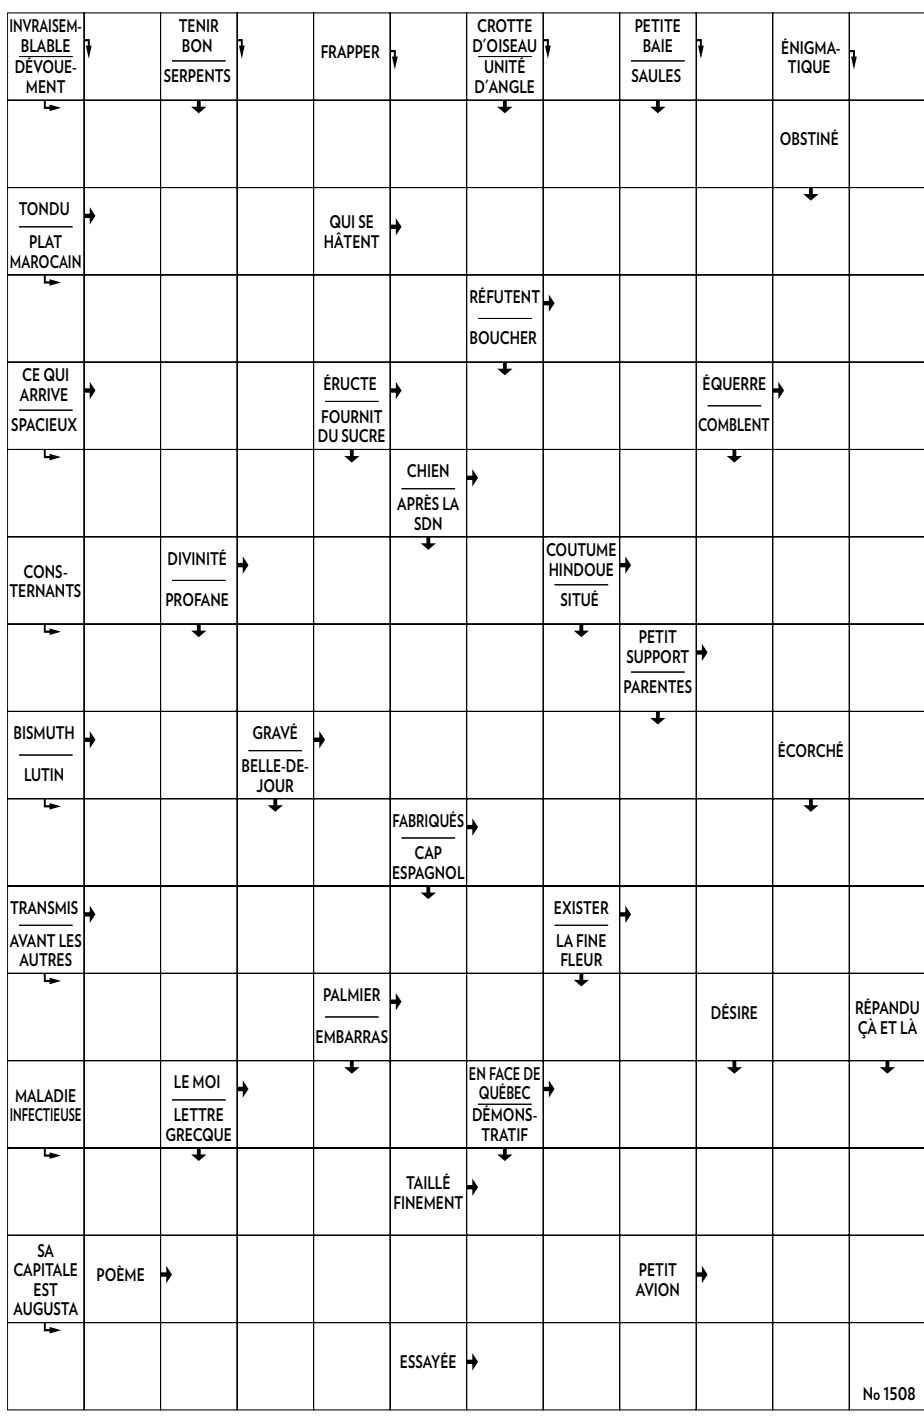 INVRAISEM-
BLABLE
DÉVOUE-
MENT
TENIR
BON
SERPENTS
FRAPPER
CROTTE
D'OISEAU
UNITÉ
D'ANGLE
PETITE
BAIE
SAULES
ÉNIGMA-
TIQUE
OBSTINÉ
TONDU
PLAT
MAROCAIN
QUI SE
HÂTENT
RÉFUTENT
BOUCHER
CE QUI
ARRIVE
SPACIEUX
ÉRUCTE
FOURNIT
DU SUCRE
ÉQUERRE
COMBLENT
CHIEN
APRÈS LA
SDN
CONS-
TERNANTS
DIVINITÉ
PROFANE
COUTUME
HINDOUE
SITUÉ
PETIT
SUPPORT
PARENTES
BISMUTH
LUTIN
GRAVÉ
BELLE-DE-
JOUR
ÉCORCHÉ
FABRIQUÉS
CAP
ESPAGNOL
TRANSMIS
AVANT LES
AUTRES
EXISTER
LA FINE
FLEUR
PALMIER
EMBARRAS
DÉSIRE
RÉPANDU
ÇÀ ET LÀ
MALADIE
INFECTIEUSE
LE MOI
LETTRE
GRECQUE
EN FACE DE
QUÉBEC
DÉMONS-
TRATIF
TAILLÉ
FINEMENT
SA
CAPITALE
EST
AUGUSTA
POÈME
PETIT
AVION
ESSAYÉE
No 1508